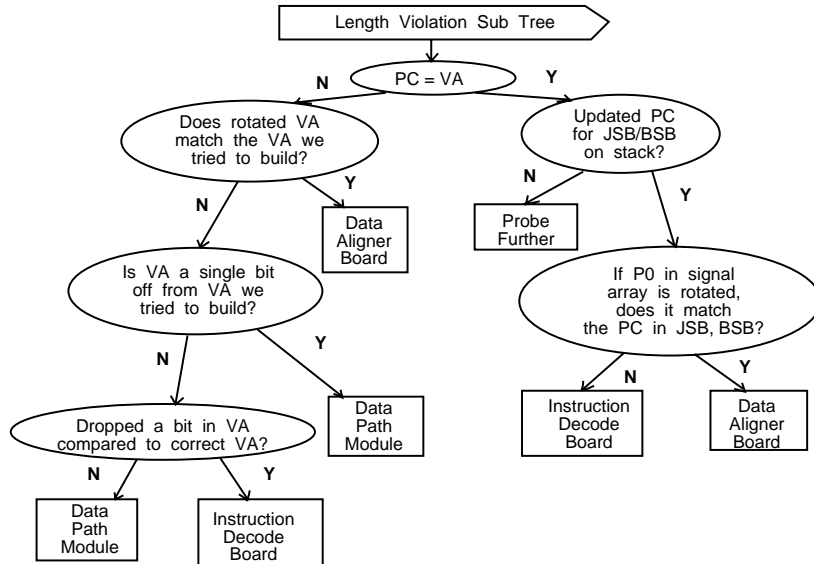 Length Violation Sub Tree
N
PC = VA
Y
Does rotated VA
match the VA we
tried to build?
Updated PC
for JSB/BSB
on stack?
N
Y
N
Y
Data
Aligner
Board
Probe
Further
Is VA a single bit
off from VA we
tried to build?
If P0 in signal
array is rotated,
does it match
the PC in JSB, BSB?
N
Y
N
Y
Dropped a bit in VA
compared to correct VA?
Data
Path
Module
Instruction
Decode
Board
Data
Aligner
Board
N
Y
Data
Path
Module
Instruction
Decode
Board